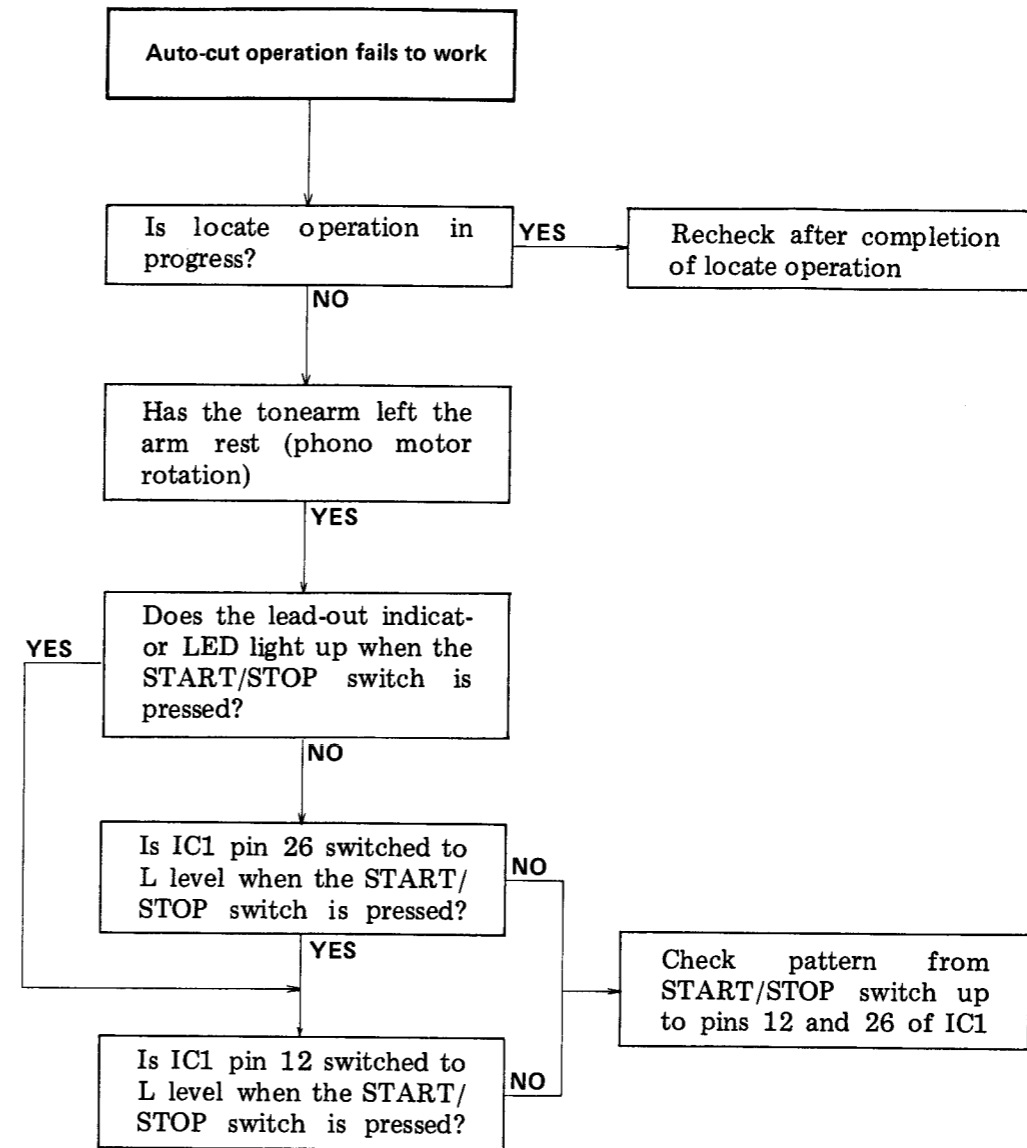 Auto-cut operation fails to work
Is locate operation in
progress?
YES
Recheck after completion
of locate operation
NO
Has the tonearm left the
arm rest (phono motor
rotation)
YES
Does the lead-out indicat-
or LED light up when the
START/STOP switch is
pressed?
YES
NO
Is IC1 pin 26 switched to
L level when the START/
STOP switch is pressed?
NO
YES
Check pattern from
START/STOP switch up
to pins 12 and 26 of IC1
Is IC1 pin 12 switched to
L level when the START/
STOP switch is pressed?
NO